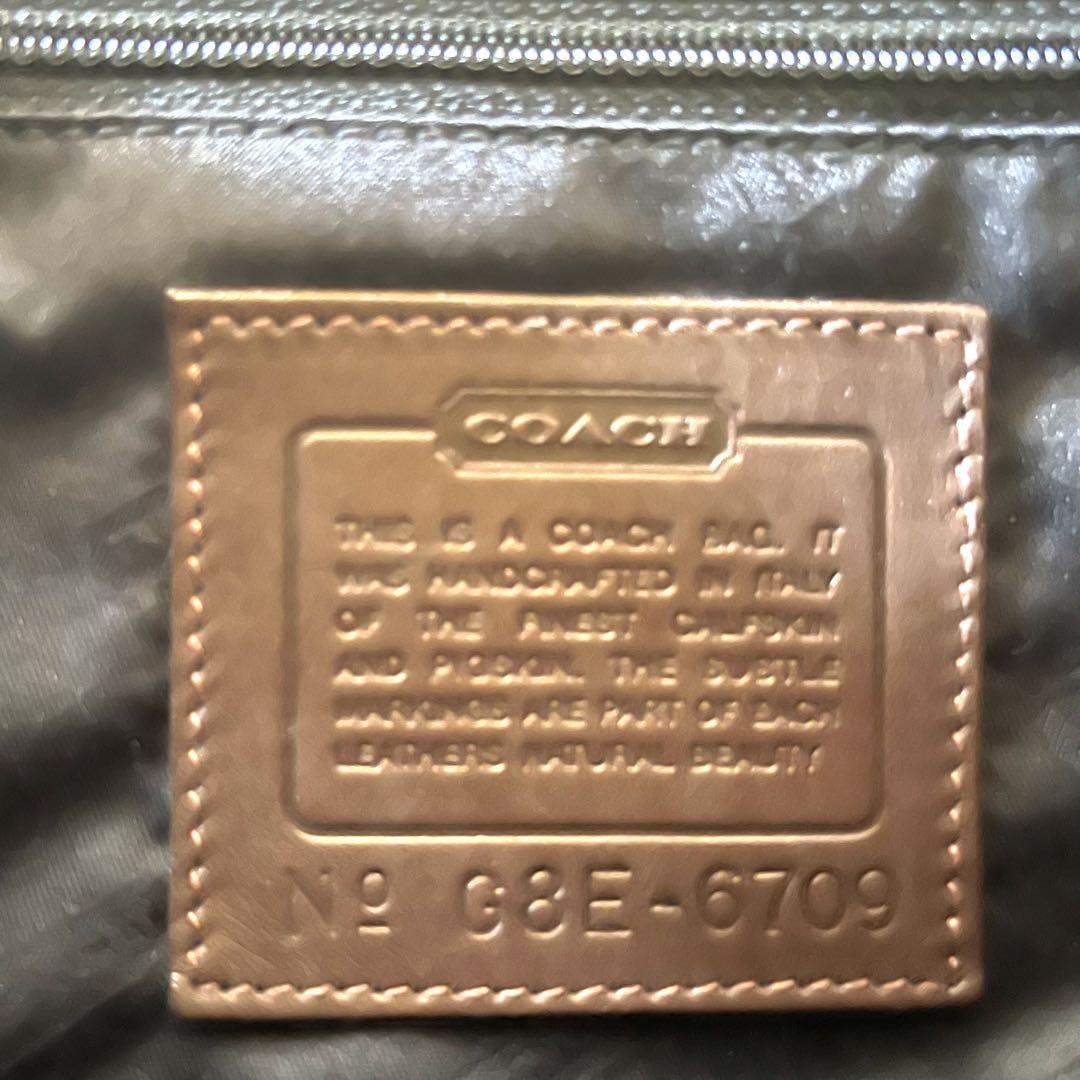 COACH
THIS IS A COACH BAG. IT
WAS HANDCRAFTED IN ITALY
OF THE FINEST CALFSKIN
AND PIGSKIN. THE SUBTLE
MARKINGS ARE PART OF EACH
LEATHERS NATURAL BEAUTY
Nº G8E-6709